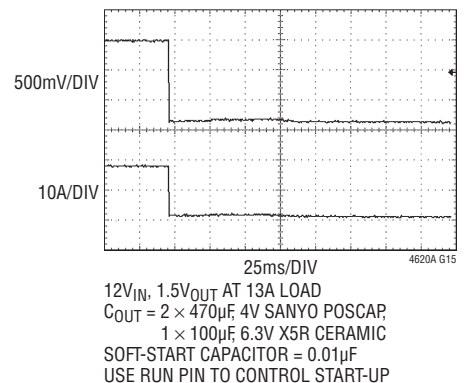 500mV/DIV
10A/DIV
25ms/DIV
4620A G15
12VIN, 1.5VOUT AT 13A LOAD
COUT = 2 × 470µF, 4V SANYO POSCAP,
1 × 100µF, 6.3V X5R CERAMIC
SOFT-START CAPACITOR = 0.01µF
USE RUN PIN TO CONTROL START-UP